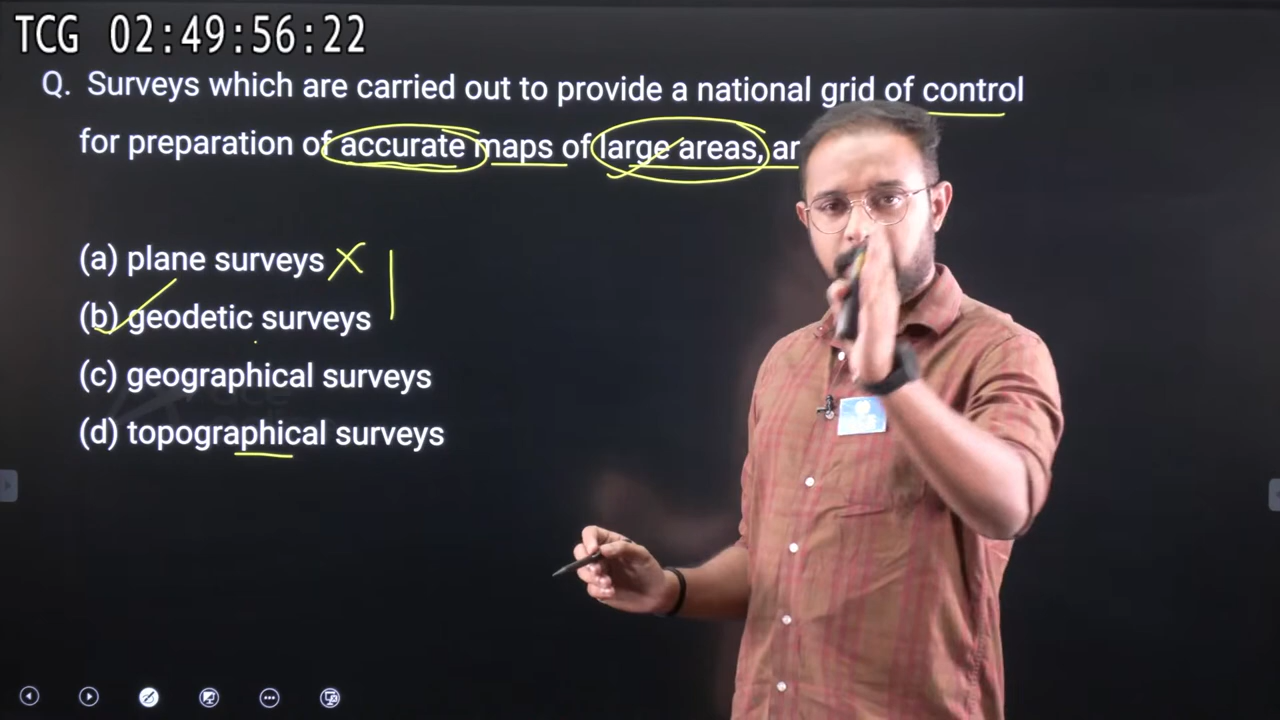 TCG 02:49:56:22
Q. Surveys which are carried out to provide a national grid of control
for preparation of accurate maps of large areas, ar
(a) plane surveys
(b) geodetic surveys
(c) geographical surveys
(d) topographical surveys